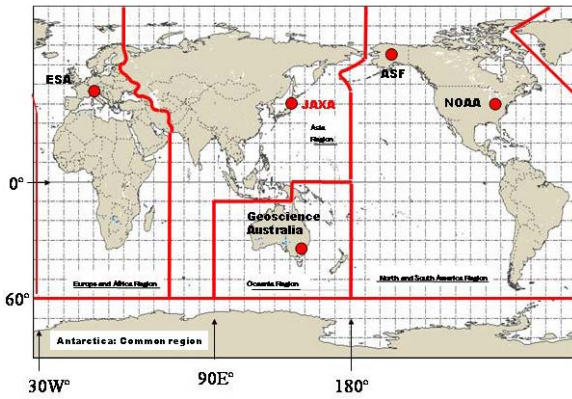 ESA
ASF
JAXA
NOAA
Asia
Region
0°
Geoscience
Australia
Europe and Africa Region
Oceania Region
North and South America Region
60°
Antarctica: Common region
30W°
90E°
180°